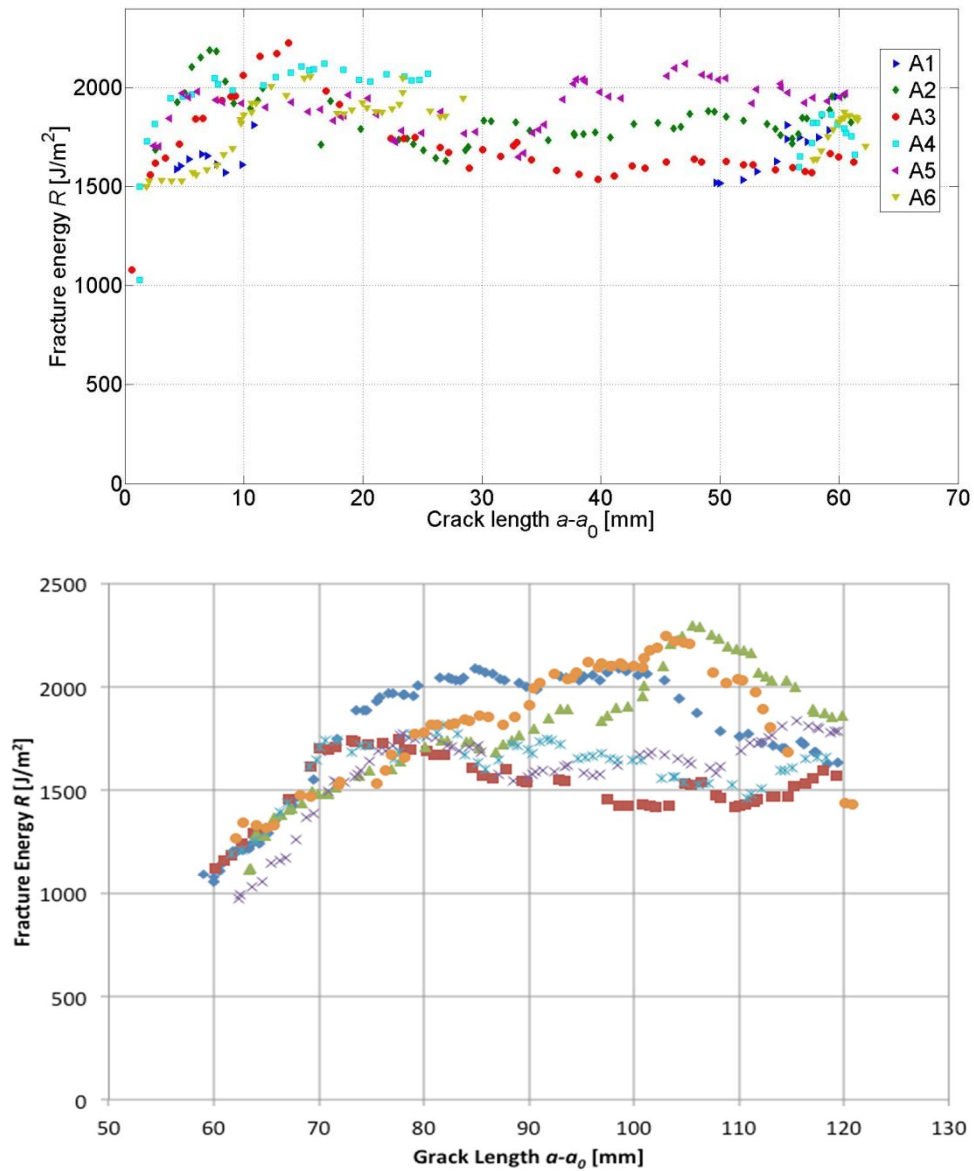 Fracture energy R [J/m²]
2000
1500
1000
500
0
0 10 20 30 40 50 60 70
Crack length a-a₀ [mm]
A1
A2
A3
A4
A5
A6
Fracture Energy R [J/m²]
2500
2000
1500
1000
500
0
50 60 70 80 90 100 110 120 130
Grack Length a-a₀ [mm]